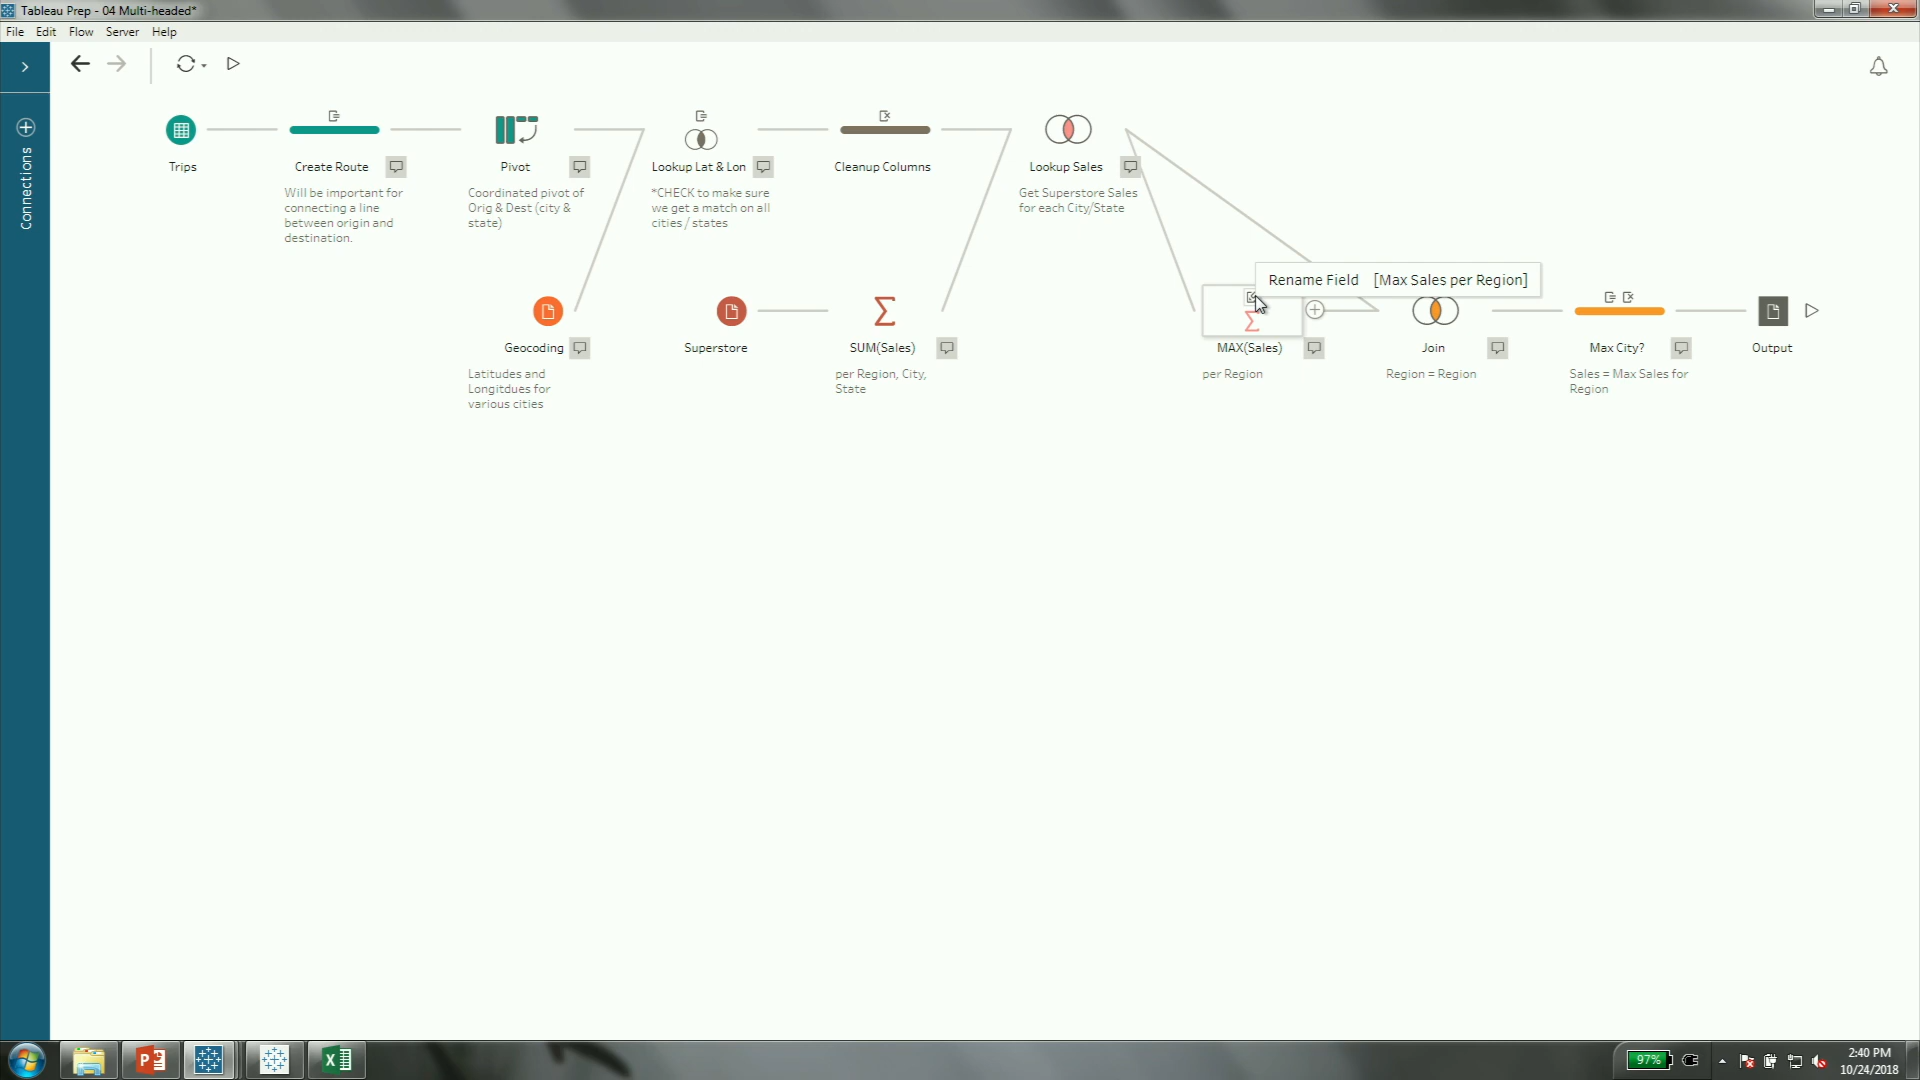 Tableau Prep - 04 Multi-headed*
File Edit Flow Server Help
Connections
Trips
Create Route
Will be important for
connecting a line
between origin and
destination.
Pivot
Coordinated pivot of
Orig & Dest (city &
state)
Lookup Lat & Lon
*CHECK to make sure
we get a match on all
cities / states
Cleanup Columns
Lookup Sales
Get Superstore Sales
for each City/State
Rename Field [Max Sales per Region]
Geocoding
Latitudes and
Longitdues for
various cities
Superstore
SUM(Sales)
per Region, City,
State
MAX(Sales)
per Region
Join
Region = Region
Max City?
Sales = Max Sales for
Region
Output
97%
2:40 PM
10/24/2018